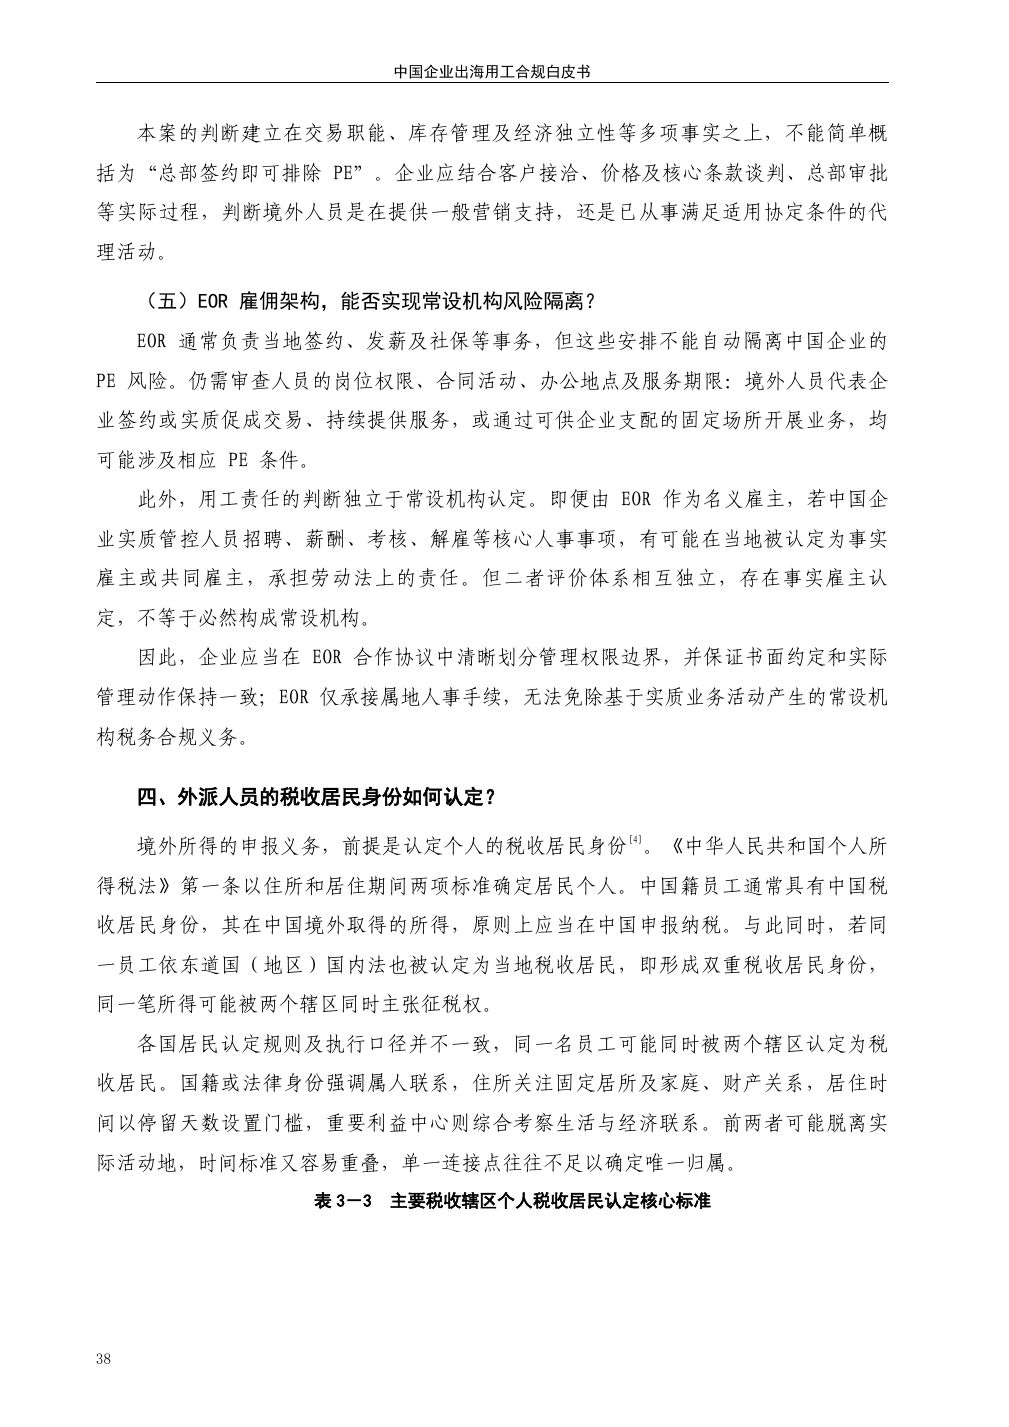 中国企业出海用工合规白皮书
本案的判断建立在交易职能、库存管理及经济独立性等多项事实之上，不能简单概
括为“总部签约即可排除 PE”。企业应结合客户接洽、价格及核心条款谈判、总部审批
等实际过程，判断境外人员是在提供一般营销支持，还是已从事满足适用协定条件的代
理活动。
（五）EOR 雇佣架构，能否实现常设机构风险隔离？
EOR 通常负责当地签约、发薪及社保等事务，但这些安排不能自动隔离中国企业的
PE 风险。仍需审查人员的岗位权限、合同活动、办公地点及服务期限：境外人员代表企
业签约或实质促成交易、持续提供服务，或通过可供企业支配的固定场所开展业务，均
可能涉及相应 PE 条件。
此外，用工责任的判断独立于常设机构认定。即便由 EOR 作为名义雇主，若中国企
业实质管控人员招聘、薪酬、考核、解雇等核心人事事项，有可能在当地被认定为事实
雇主或共同雇主，承担劳动法上的责任。但二者评价体系相互独立，存在事实雇主认
定，不等于必然构成常设机构。
因此，企业应当在 EOR 合作协议中清晰划分管理权限边界，并保证书面约定和实际
管理动作保持一致；EOR 仅承接属地人事手续，无法免除基于实质业务活动产生的常设机
构税务合规义务。
四、外派人员的税收居民身份如何认定？
境外所得的申报义务，前提是认定个人的税收居民身份[4]。《中华人民共和国个人所
得税法》第一条以住所和居住期间两项标准确定居民个人。中国籍员工通常具有中国税
收居民身份，其在中国境外取得的所得，原则上应当在中国申报纳税。与此同时，若同
一员工依东道国（地区）国内法也被认定为当地税收居民，即形成双重税收居民身份，
同一笔所得可能被两个辖区同时主张征税权。
各国居民认定规则及执行口径并不一致，同一名员工可能同时被两个辖区认定为税
收居民。国籍或法律身份强调属人联系，住所关注固定居所及家庭、财产关系，居住时
间以停留天数设置门槛，重要利益中心则综合考察生活与经济联系。前两者可能脱离实
际活动地，时间标准又容易重叠，单一连接点往往不足以确定唯一归属。
表 3－3 主要税收辖区个人税收居民认定核心标准
38